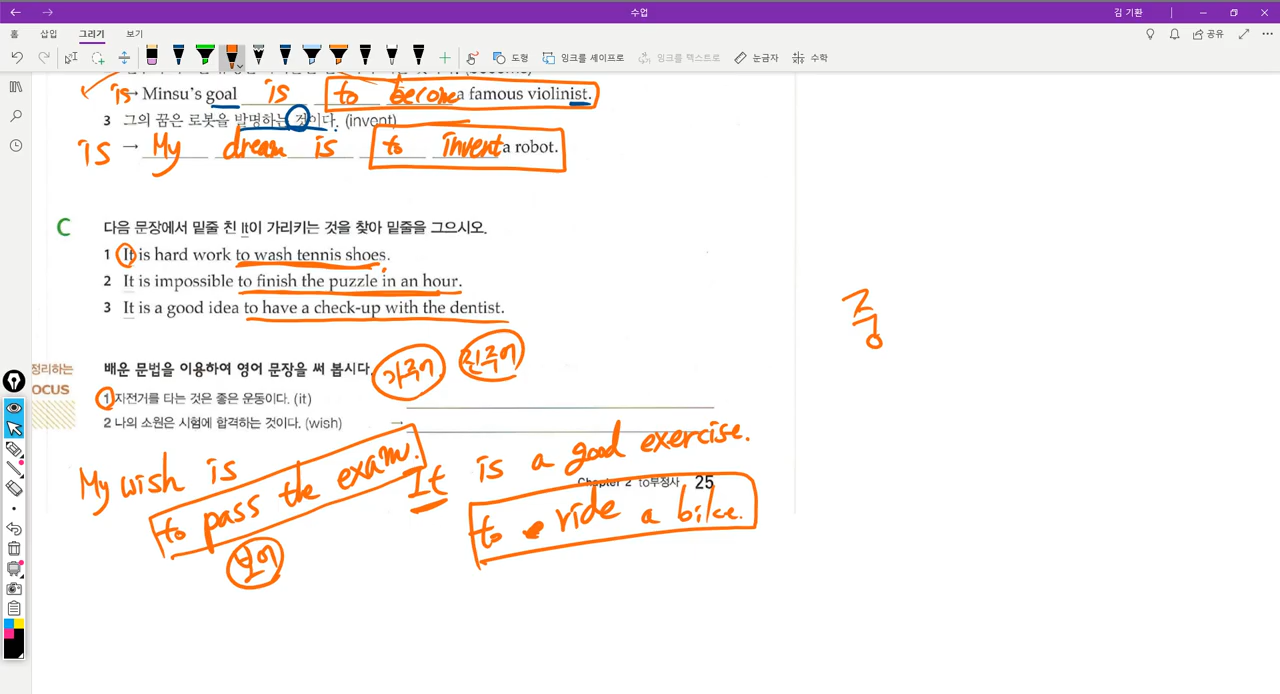 수업
김 기환
홈 삽입 그리기 보기
도형 잉크를 셰이프로 잉크를 텍스트로 눈금자 수학 공유
is → Minsu's goal is to become a famous violinist.
3 그의 꿈은 로봇을 발명하는 것이다. (invent)
is → My dream is to invent a robot.
C 다음 문장에서 밑줄 친 It이 가리키는 것을 찾아 밑줄을 그으시오.
1 It is hard work to wash tennis shoes.
2 It is impossible to finish the puzzle in an hour.
3 It is a good idea to have a check-up with the dentist.
가주어 진주어
정리하는
OCUS
배운 문법을 이용하여 영어 문장을 써 봅시다.
1 자전거를 타는 것은 좋은 운동이다. (it)
2 나의 소원은 시험에 합격하는 것이다. (wish) →
My wish is
to pass the exam.
보어
It is a good exercise.
Chapter 2 to부정사 25
to ride a bike.
중